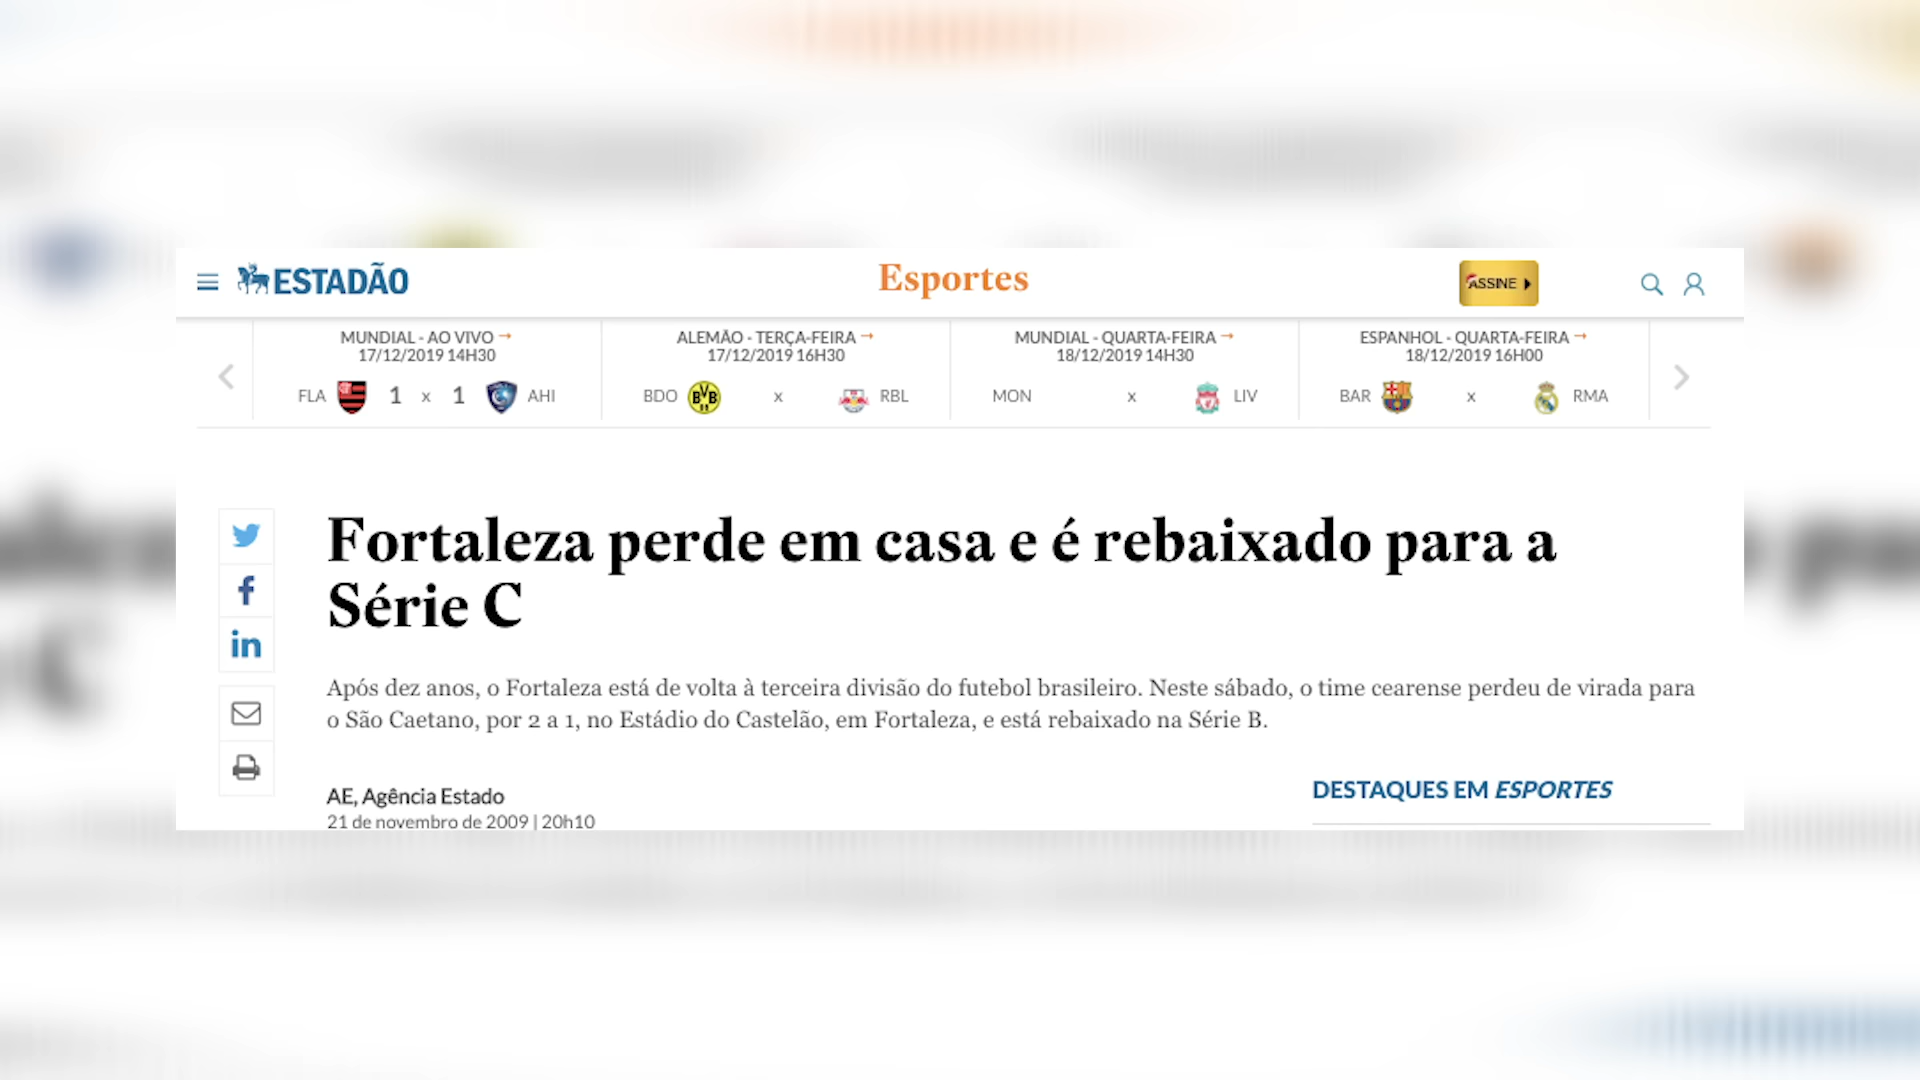 ESTADÃO
Esportes
ASSINE
MUNDIAL - AO VIVO →
17/12/2019 14H30
FLA 1 x 1 AHI
ALEMÃO - TERÇA-FEIRA →
17/12/2019 16H30
BDO BVB x RBL
MUNDIAL - QUARTA-FEIRA →
18/12/2019 14H30
MON x LIV
ESPANHOL - QUARTA-FEIRA →
18/12/2019 16H00
BAR x RMA
Fortaleza perde em casa e é rebaixado para a
Série C
Após dez anos, o Fortaleza está de volta à terceira divisão do futebol brasileiro. Neste sábado, o time cearense perdeu de virada para
o São Caetano, por 2 a 1, no Estádio do Castelão, em Fortaleza, e está rebaixado na Série B.
AE, Agência Estado
21 de novembro de 2009 | 20h10
DESTAQUES EM ESPORTES